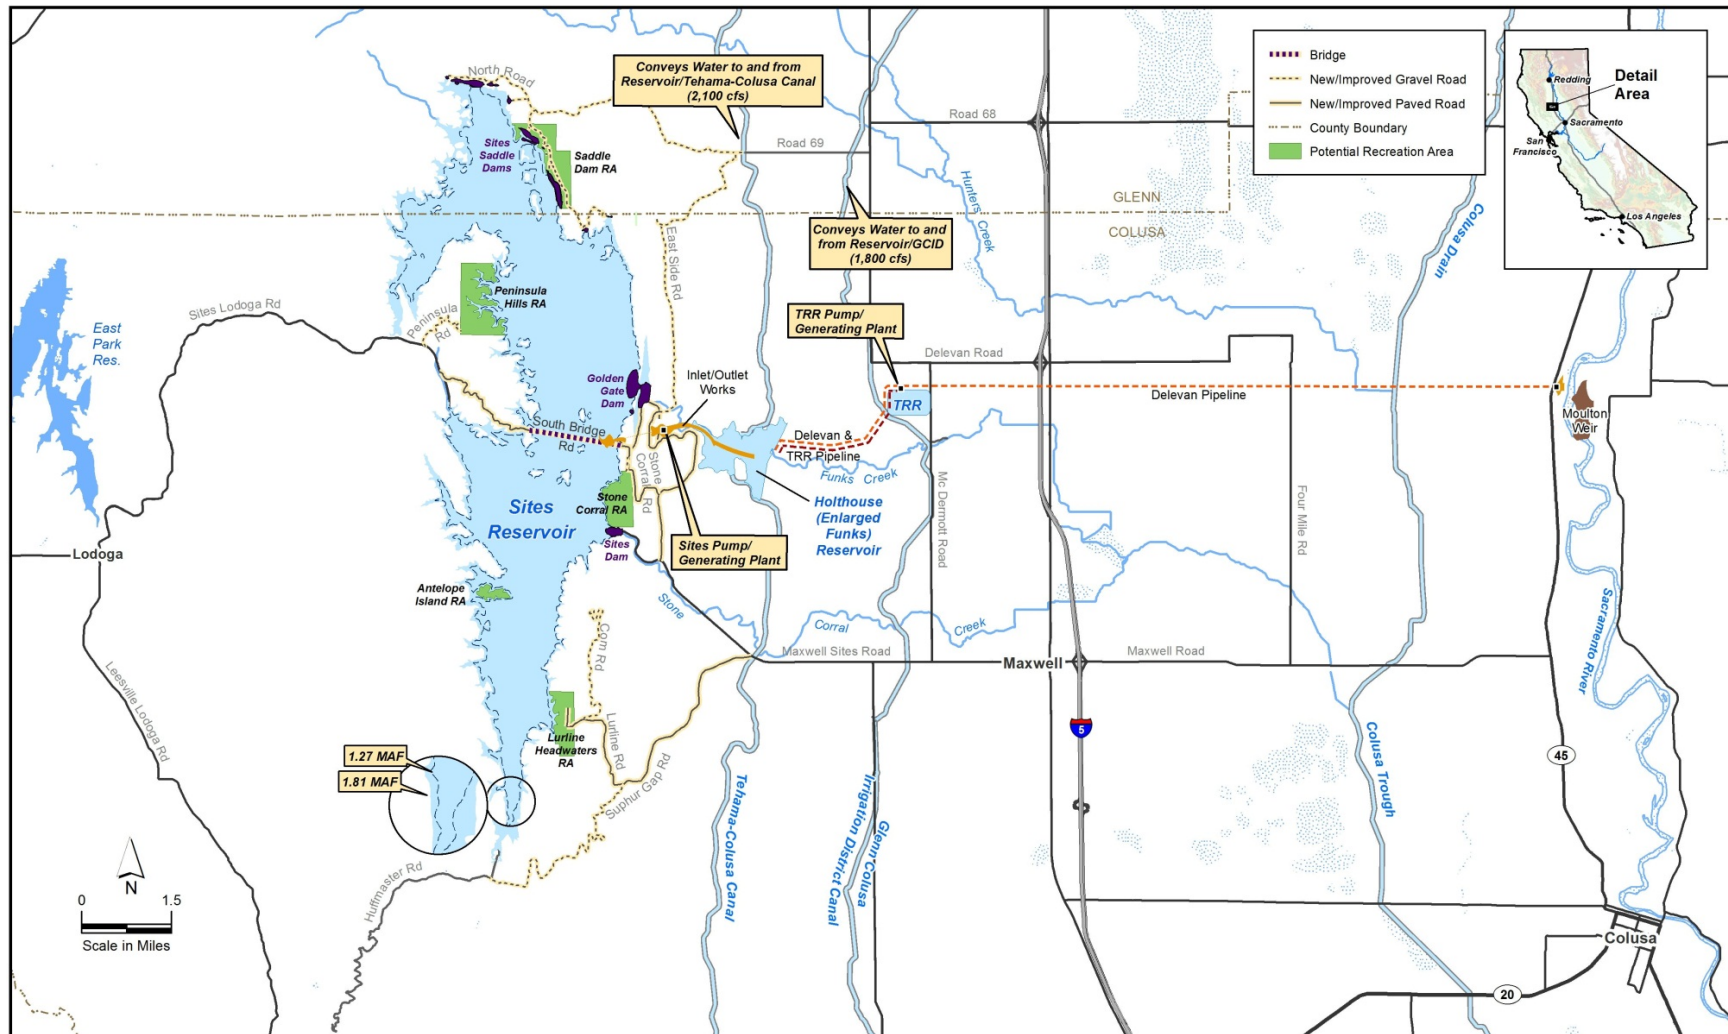 North Road
Conveys Water to and from
Reservoir/Tehama-Colusa Canal
(2,100 cfs)
Road 68
Road 69
Bridge
New/Improved Gravel Road
New/Improved Paved Road
County Boundary
Potential Recreation Area
Detail
Area
Redding
Sacramento
San
Francisco
Los Angeles
Sites
Saddle
Dams
Saddle
Dam RA
Hunters Creek
GLENN
COLUSA
Colusa Drain
Conveys Water to and
from Reservoir/GCID
(1,800 cfs)
East Side Rd
Peninsula
Hills RA
Peninsula
Rd
Sites Lodoga Rd
East
Park
Res.
TRR Pump/
Generating Plant
Delevan Road
Golden
Gate
Dam
Inlet/Outlet
Works
TRR
Delevan Pipeline
Moulton
Weir
South Bridge
Rd
Delevan &
TRR Pipeline
Funks Creek
Stone
Corral Rd
Stone
Corral RA
Sites
Reservoir
Holthouse
(Enlarged
Funks)
Reservoir
Mc Dermott Road
Four Mile Rd
Sites
Dam
Sites Pump/
Generating Plant
Lodoga
Antelope
Island RA
Stone
Corral
Creek
Com Rd
Maxwell Sites Road
Maxwell
Maxwell Road
Sacramento River
Leesville Lodoga Rd
Lurline
Headwaters
RA
Lurline Rd
Suphur Gap Rd
5
45
1.27 MAF
1.81 MAF
Tehama-Colusa Canal
Glenn Colusa
Irrigation District Canal
Colusa Trough
Huffmaster Rd
N
0 1.5
Scale in Miles
Colusa
20